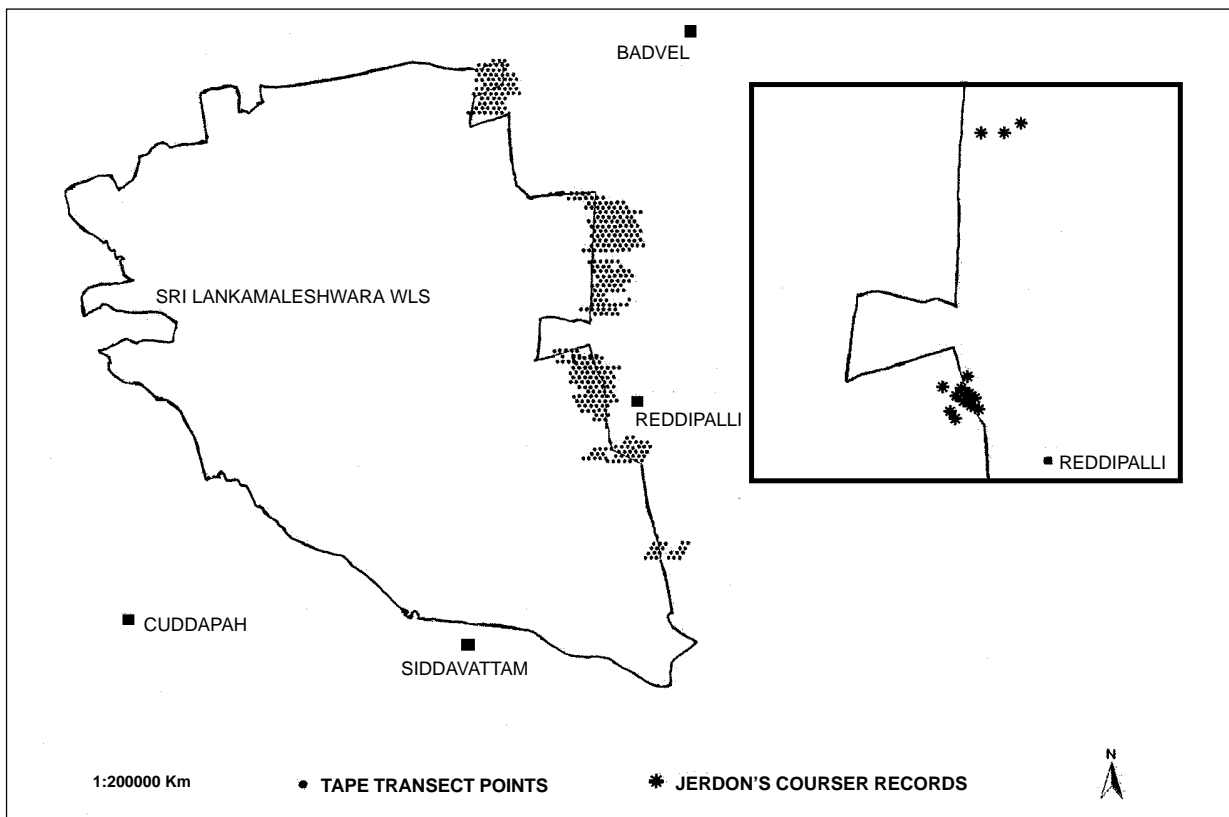 BADVEL
SRI LANKAMALESHWARA WLS
REDDIPALLI
REDDIPALLI
CUDDAPAH
SIDDAVATTAM
N
1:200000 Km
TAPE TRANSECT POINTS
JERDON'S COURSER RECORDS